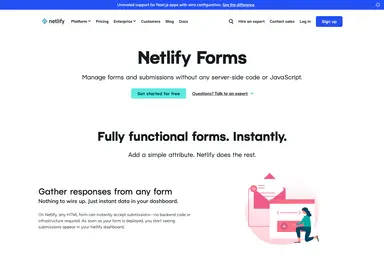 Unrivaled support for Next.js apps with zero configuration. See the difference.
netlify Platform Pricing Enterprise Customers Blog Docs Hire an expert Contact sales Log in Sign up
Netlify Forms
Manage forms and submissions without any server-side code or JavaScript.
Get started for free Questions? Talk to an expert →
Fully functional forms. Instantly.
Add a simple attribute. Netlify does the rest.
Gather responses from any form
Nothing to wire up. Just instant data in your dashboard.
On Netlify, any HTML form can instantly accept submissions—no backend code or
infrastructure required. As soon as your form is deployed, you start seeing
submissions appear in your Netlify dashboard.